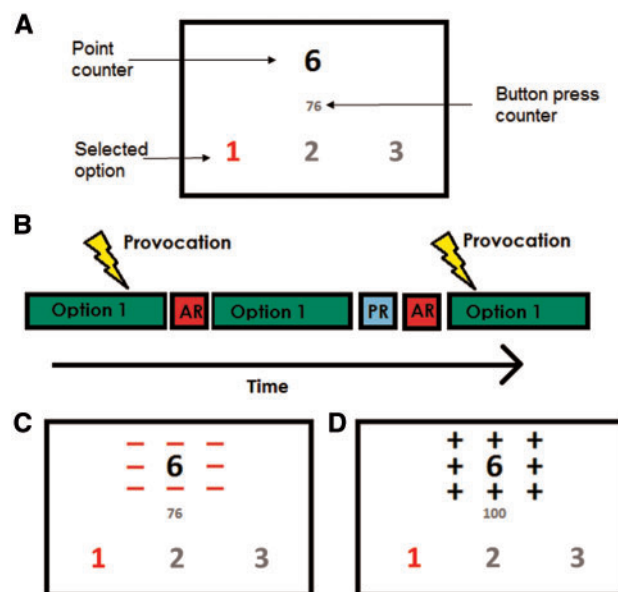 A
Point
counter
6
76
Button press
counter
Selected
option
1 2 3
B
Provocation Provocation
Option 1 AR Option 1 PR AR Option 1
Time
C D
− − −
− 6 −
− − −
76
1 2 3
+ + +
+ 6 +
+ + +
100
1 2 3